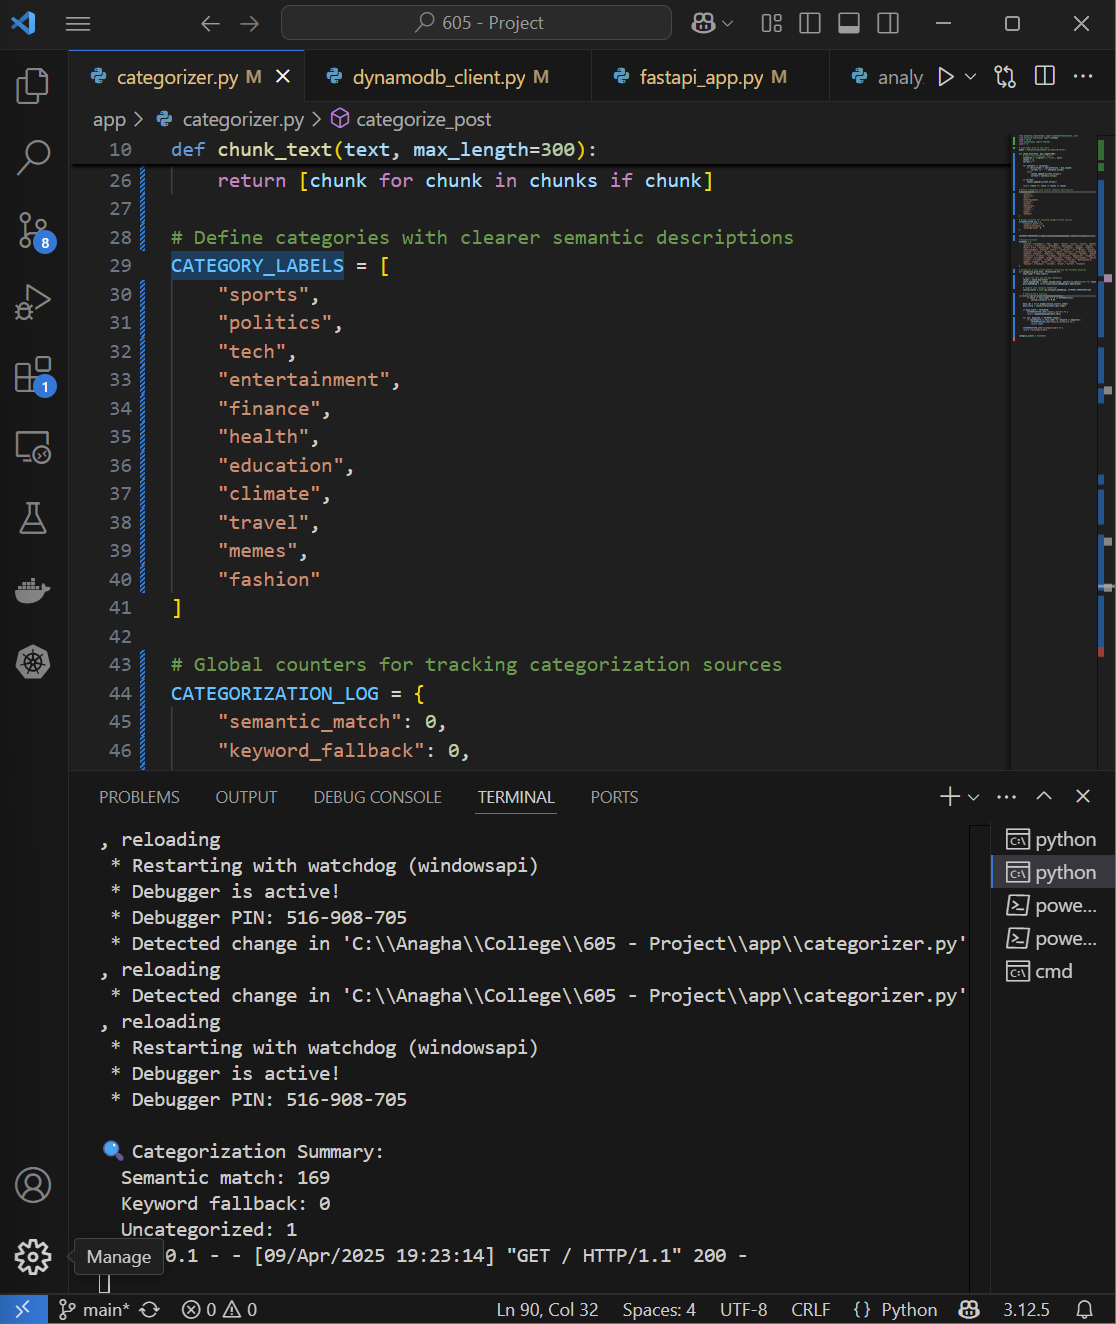 605 - Project
categorizer.py M
dynamodb_client.py M
fastapi_app.py M
analy
app > categorizer.py > categorize_post
10 def chunk_text(text, max_length=300):
26 return [chunk for chunk in chunks if chunk]
27
28 # Define categories with clearer semantic descriptions
29 CATEGORY_LABELS = [
30 "sports",
31 "politics",
32 "tech",
33 "entertainment",
34 "finance",
35 "health",
36 "education",
37 "climate",
38 "travel",
39 "memes",
40 "fashion"
41 ]
42
43 # Global counters for tracking categorization sources
44 CATEGORIZATION_LOG = {
45 "semantic_match": 0,
46 "keyword_fallback": 0,
8
1
PROBLEMS OUTPUT DEBUG CONSOLE TERMINAL PORTS
, reloading
* Restarting with watchdog (windowsapi)
* Debugger is active!
* Debugger PIN: 516-908-705
* Detected change in 'C:\\Anagha\\College\\605 - Project\\app\\categorizer.py'
, reloading
* Detected change in 'C:\\Anagha\\College\\605 - Project\\app\\categorizer.py'
, reloading
* Restarting with watchdog (windowsapi)
* Debugger is active!
* Debugger PIN: 516-908-705
Categorization Summary:
Semantic match: 169
Keyword fallback: 0
Uncategorized: 1
0.1 - - [09/Apr/2025 19:23:14] "GET / HTTP/1.1" 200 -
python
python
powe...
powe...
cmd
Manage
main* 0 0 Ln 90, Col 32 Spaces: 4 UTF-8 CRLF {} Python 3.12.5